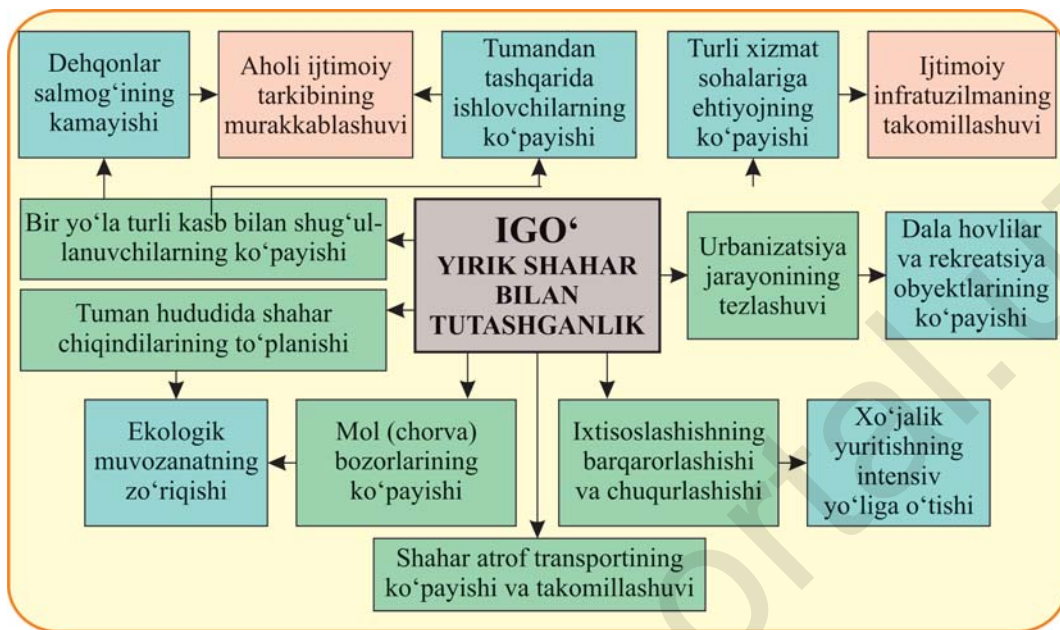 Dehqonlar
salmog‘ining
kamayishi
Aholi ijtimoiy
tarkibining
murakkablashuvi
Tumandan
tashqarida
ishlovchilarning
ko‘payishi
Turli xizmat
sohalariga
ehtiyojning
ko‘payishi
Ijtimoiy
infratuzilmaning
takomillashuvi
Bir yo‘la turli kasb bilan shug‘ul-
lanuvchilarning ko‘payishi
IGO‘
YIRIK SHAHAR
BILAN
TUTASHGANLIK
Urbanizatsiya
jarayonining
tezlashuvi
Dala hovlilar
va rekreatsiya
obyektlarining
ko‘payishi
Tuman hududida shahar
chiqindilarining to‘planishi
Ekologik
muvozanatning
zo‘riqishi
Mol (chorva)
bozorlarining
ko‘payishi
Ixtisoslashishning
barqarorlashishi
va chuqurlashishi
Xo‘jalik
yuritishning
intensiv
yo‘liga o‘tishi
Shahar atrof transportining
ko‘payishi va takomillashuvi